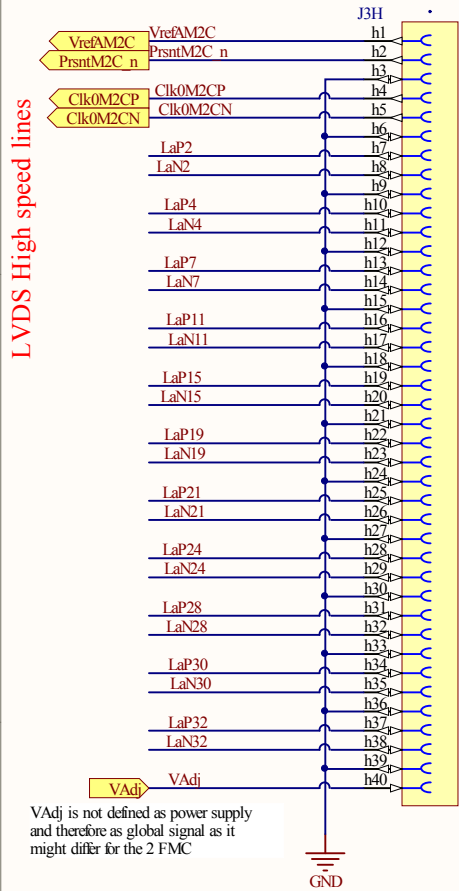 J3H
VrefAM2C VrefAM2C h1
PrsntM2C_n PrsntM2C_n h2
h3
Clk0M2CP Clk0M2CP h4
Clk0M2CN Clk0M2CN h5
h6
LaP2 h7
LaN2 h8
h9
LaP4 h10
LaN4 h11
h12
LaP7 h13
LaN7 h14
h15
LaP11 h16
LaN11 h17
h18
LaP15 h19
LaN15 h20
h21
LaP19 h22
LaN19 h23
h24
LaP21 h25
LaN21 h26
h27
LaP24 h28
LaN24 h29
h30
LaP28 h31
LaN28 h32
h33
LaP30 h34
LaN30 h35
h36
LaP32 h37
LaN32 h38
h39
VAdj VAdj h40
LVDS High speed lines
VAdj is not defined as power supply
and therefore as global signal as it
might differ for the 2 FMC
GND